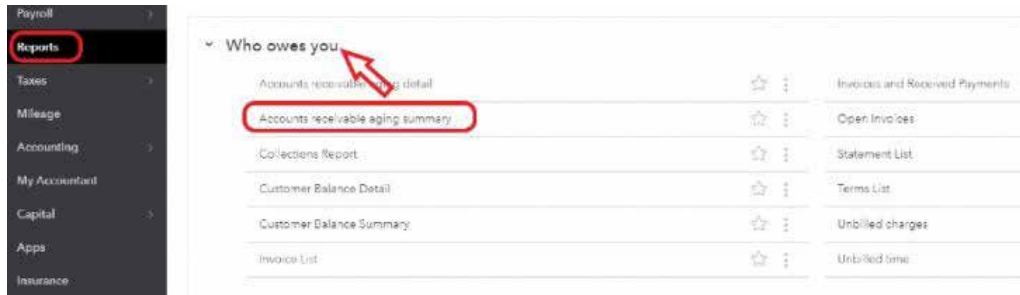 Payroll
Reports
Taxes
Mileage
Accounting
My Accountant
Capital
Apps
Insurance
Who owes you
Accounts receivable aging detail
Accounts receivable aging summary
Collections Report
Customer Balance Detail
Customer Balance Summary
Invoice List
Invoices and Received Payments
Open Invoices
Statement List
Terms List
Unbilled charges
Unbilled time